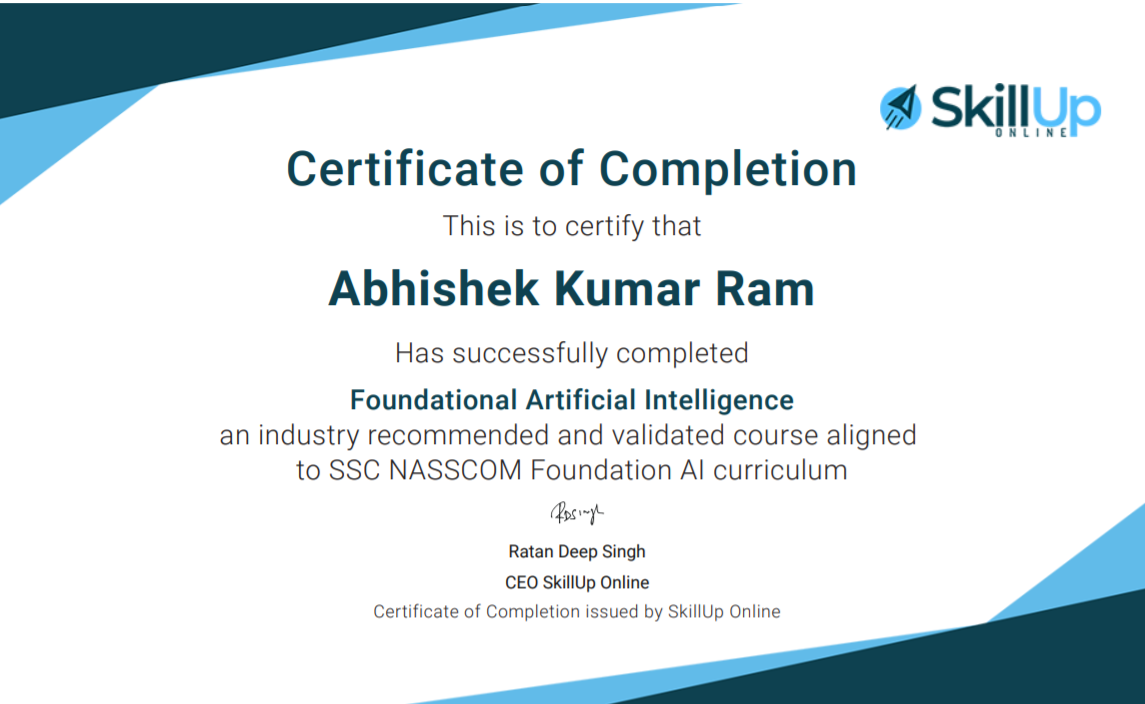 SkillUp
ONLINE
Certificate of Completion
This is to certify that
Abhishek Kumar Ram
Has successfully completed
Foundational Artificial Intelligence
an industry recommended and validated course aligned
to SSC NASSCOM Foundation AI curriculum
RDSingh
Ratan Deep Singh
CEO SkillUp Online
Certificate of Completion issued by SkillUp Online